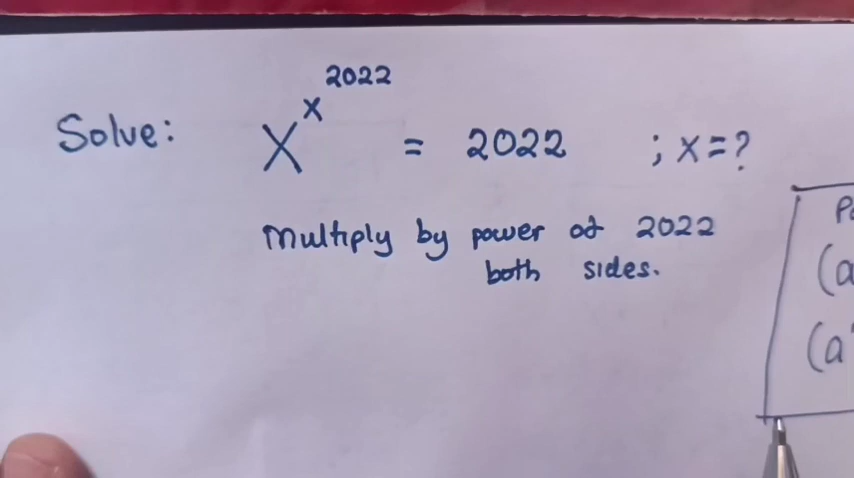 Solve: X^x^2022 = 2022 ; x=?
Multiply by power of 2022
both sides.
(a
(a